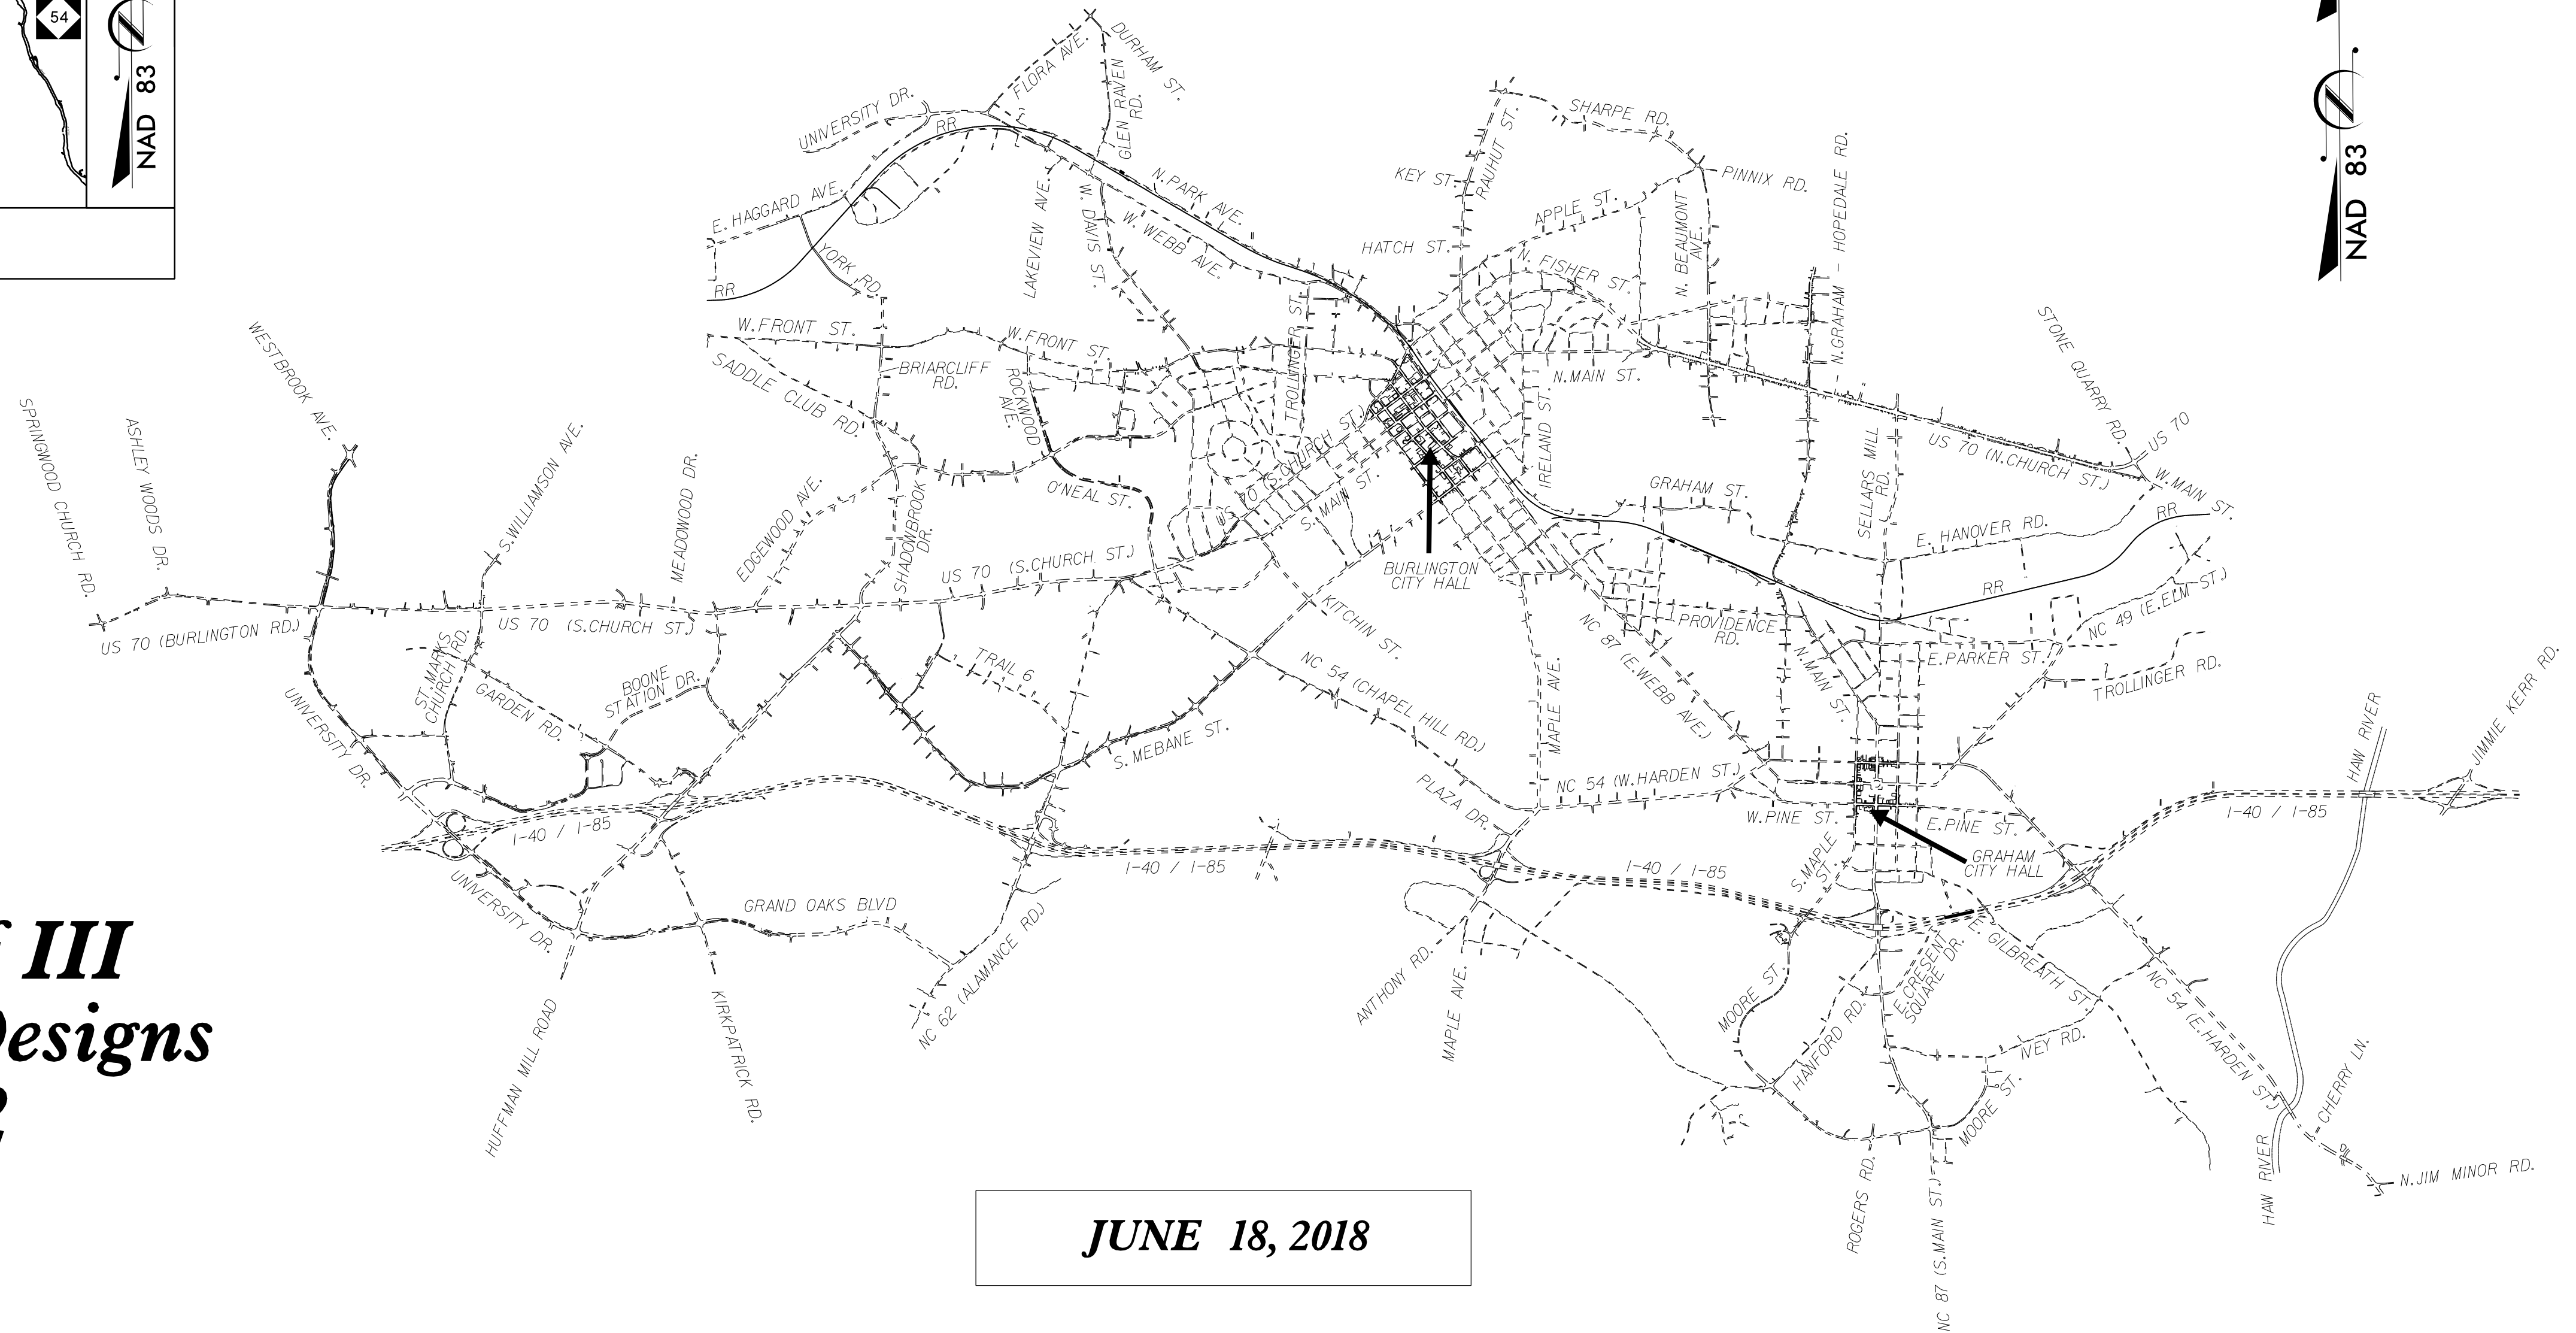 54
NAD 83
NAD 83
DURHAM ST.
FLORA AVE.
GLEN RAVEN
RD.
UNIVERSITY DR.
RR
SHARPE RD.
RAUHUT ST.
KEY ST.
PINNIX RD.
N.GRAHAM - HOPEDALE RD.
N.PARK AVE.
E. HAGGARD AVE.
LAKEVIEW AVE.
W. DAVIS ST.
W. WEBB AVE.
APPLE ST.
N. BEAUMONT
AVE.
HATCH ST.
YORK RD.
N. FISHER ST.
RR
W.FRONT ST.
W.FRONT ST.
TROLLINGER ST.
STONE QUARRY RD.
WESTBROOK AVE.
SADDLE CLUB RD.
BRIARCLIFF
RD.
ROCKWOOD
AVE.
N.MAIN ST.
IRELAND ST.
SPRINGWOOD CHURCH RD.
ASHLEY WOODS DR.
S.WILLIAMSON AVE.
MEADOWOOD DR.
EDGEWOOD AVE.
SHADOWBROOK
DR.
O'NEAL ST.
US 70 (S.CHURCH ST.)
S. MAIN ST.
US 70 (N.CHURCH ST.)
US 70
W.MAIN ST.
SELLARS MILL
RD.
GRAHAM ST.
E. HANOVER RD.
RR
RR
US 70 (S.CHURCH ST.)
BURLINGTON
CITY HALL
US 70 (BURLINGTON RD.)
US 70 (S.CHURCH ST.)
KITCHIN ST.
NC 87 (E.WEBB AVE.)
PROVIDENCE
RD.
NC 49 (E.ELM ST.)
ST. MARKS
CHURCH RD.
GARDEN RD.
BOONE
STATION DR.
TRAIL 6
NC 54 (CHAPEL HILL RD.)
MAPLE AVE.
N.MAIN ST.
E.PARKER ST.
TROLLINGER RD.
UNIVERSITY DR.
S. MEBANE ST.
PLAZA DR.
NC 54 (W.HARDEN ST.)
HAW RIVER
JIMMIE KERR RD.
I-40 / I-85
I-40 / I-85
I-40 / I-85
I-40 / I-85
W.PINE ST.
E.PINE ST.
S.MAPLE
ST.
GRAHAM
CITY HALL
UNIVERSITY DR.
GRAND OAKS BLVD
NC 62 (ALAMANCE RD.)
HUFFMAN MILL ROAD
KIRKPATRICK RD.
ANTHONY RD.
MAPLE AVE.
MOORE ST.
HANFORD RD.
E.CRESENT
SQUARE DR.
E. GILBREATH ST.
NC 54 (E.HARDEN ST.)
IVEY RD.
MOORE ST.
CHERRY LN.
HAW RIVER
N.JIM MINOR RD.
ROGERS RD.
NC 87 (S.MAIN ST.)
III
Designs
JUNE 18, 2018